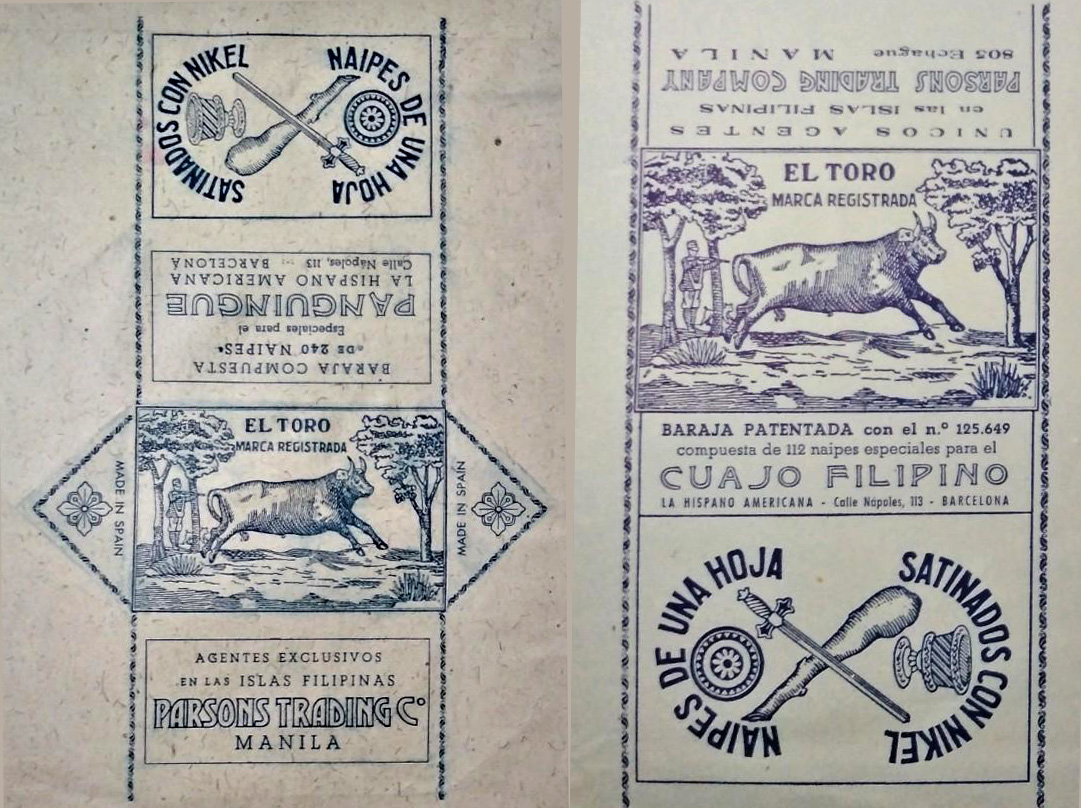 SATINADOS CON NIKEL
NAIPES DE UNA HOJA
BARAJA COMPUESTA
*DE 240 NAIPES*
Especiales para el
PANGUINGUE
LA HISPANO AMERICANA
Calle Nápoles, 113 - BARCELONA
EL TORO
MARCA REGISTRADA
MADE IN SPAIN
MADE IN SPAIN
AGENTES EXCLUSIVOS
EN LAS ISLAS FILIPINAS
PARSONS TRADING Cº
MANILA
UNICOS AGENTES
en las ISLAS FILIPINAS
PARSONS TRADING COMPANY
805 Echague MANILA
EL TORO
MARCA REGISTRADA
BARAJA PATENTADA con el n.º 125.649
compuesta de 112 naipes especiales para el
CUAJO FILIPINO
LA HISPANO AMERICANA - Calle Nápoles, 113 - BARCELONA
NAIPES DE UNA HOJA
SATINADOS CON NIKEL